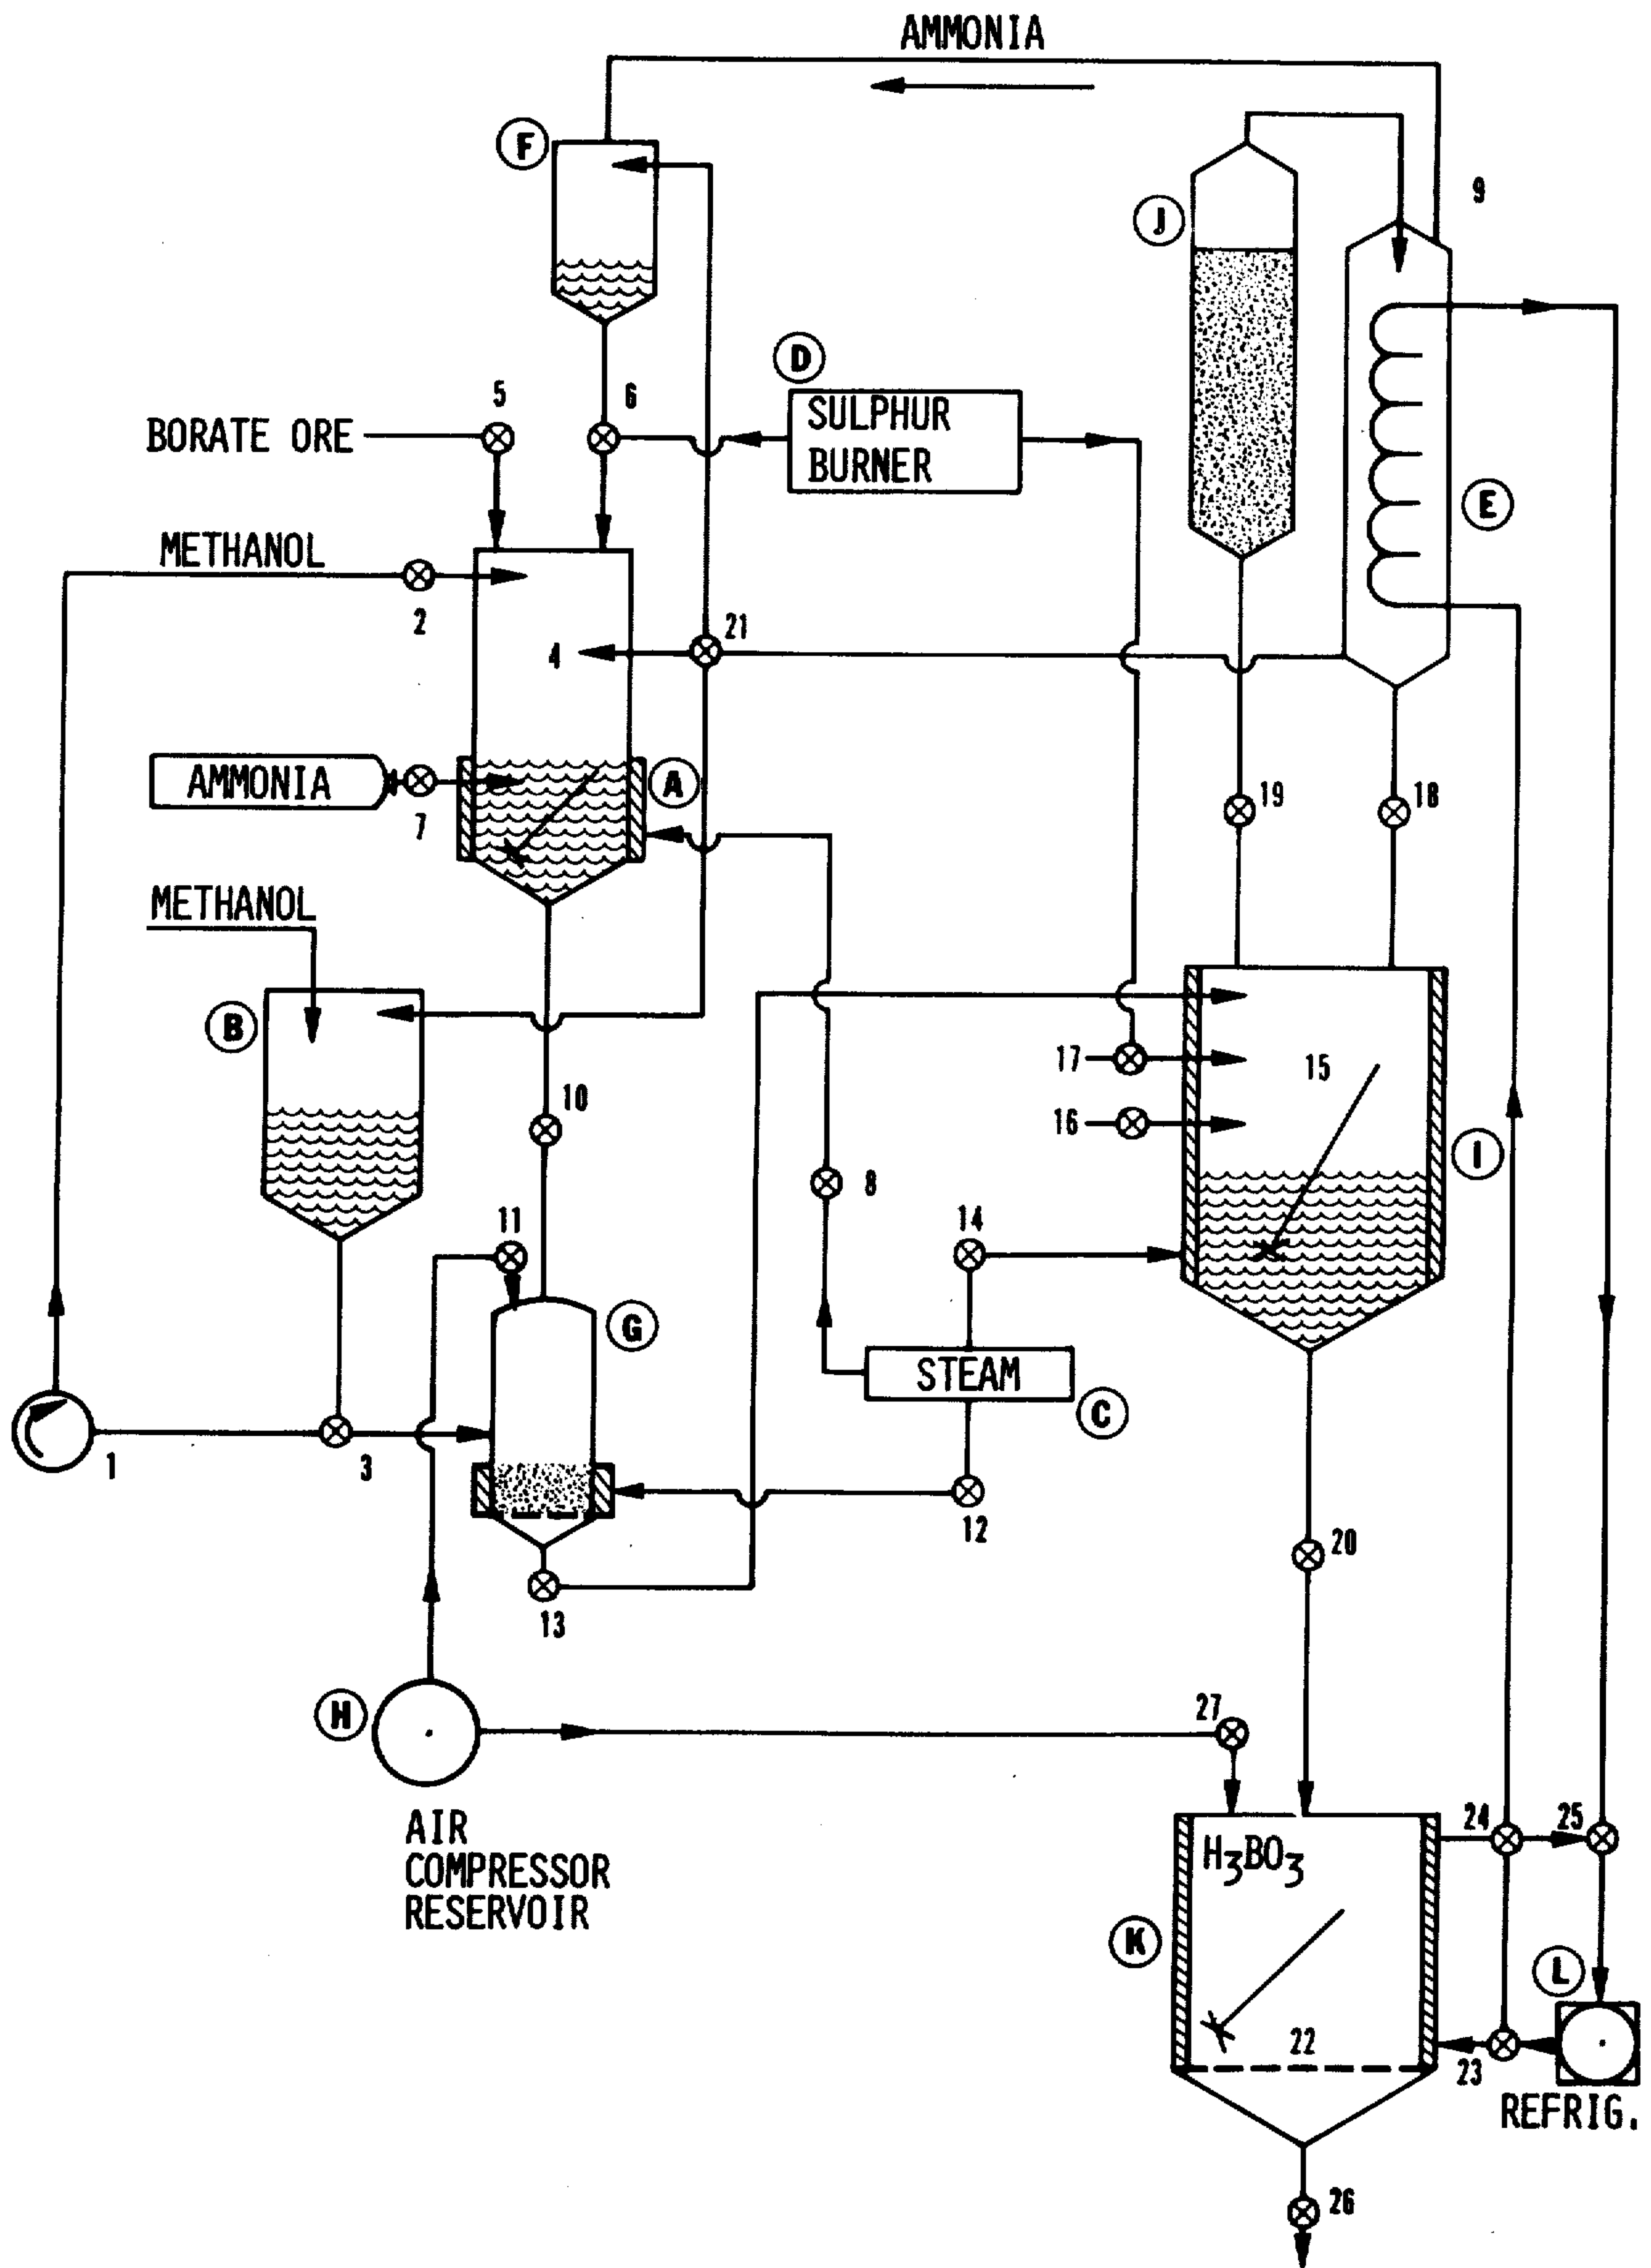 AMMONIA
F
9
J
D
5
6
SULPHUR
BURNER
BORATE ORE
E
METHANOL
2
21
4
AMMONIA
A
7
19
18
METHANOL
B
17
15
10
16
I
8
11
14
G
STEAM
C
1
3
12
20
13
H
27
AIR
COMPRESSOR
RESERVOIR
24
25
H3BO3
K
L
22
23
REFRIG.
26